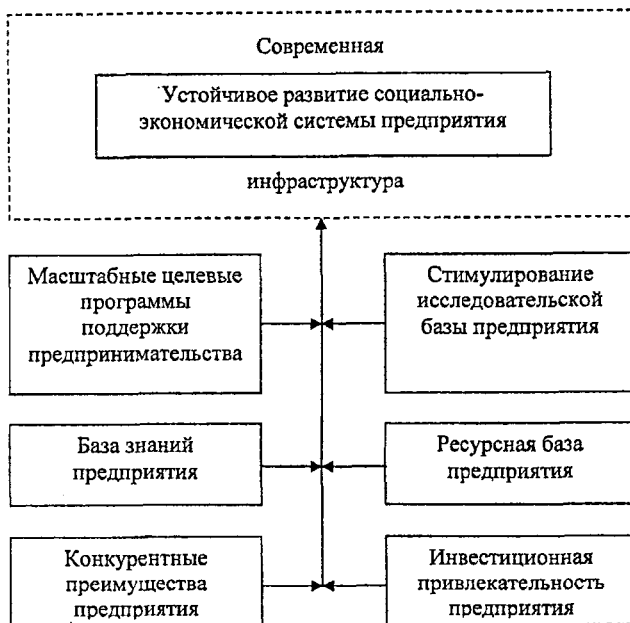 Современная
Устойчивое развитие социально-
экономической системы предприятия
инфраструктура
Масштабные целевые
программы
поддержки
предпринимательства
Стимулирование
исследовательской
базы предприятия
База знаний
предприятия
Ресурсная база
предприятия
Конкурентные
преимущества
предприятия
Инвестиционная
привлекательность
предприятия